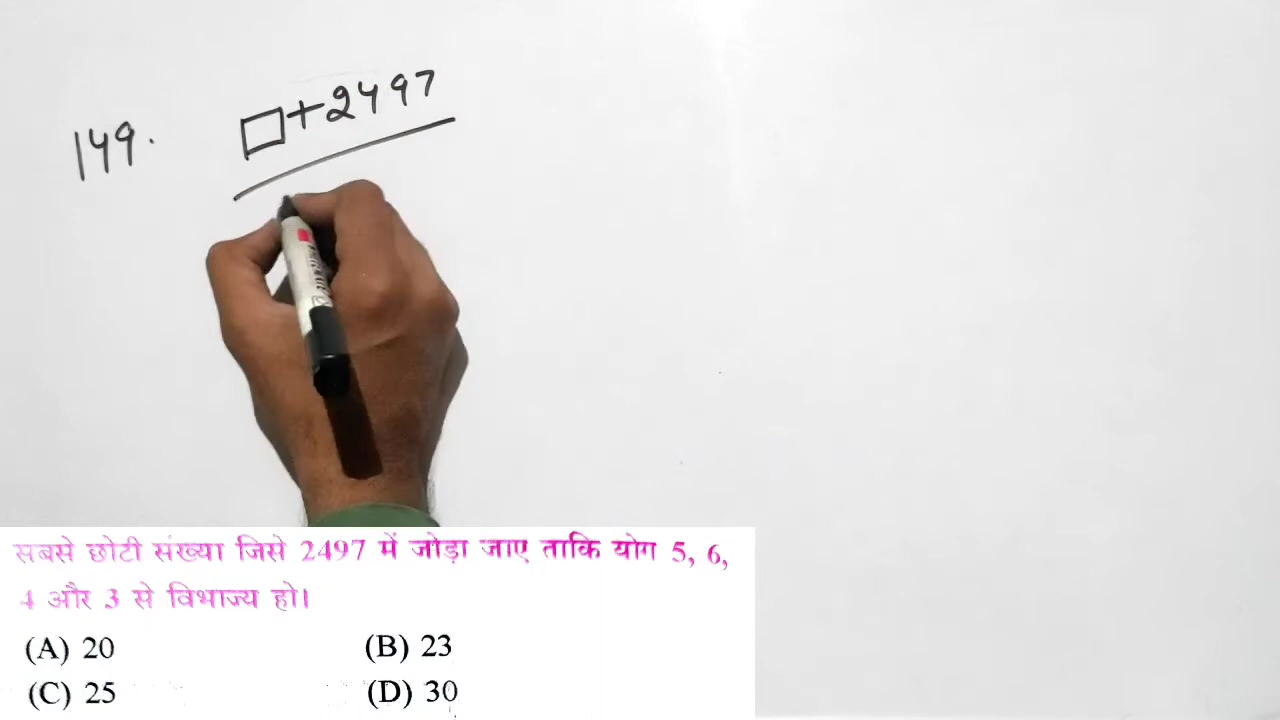 149. □+2497
सबसे छोटी संख्या जिसे 2497 में जोड़ा जाए ताकि योग 5, 6,
4 और 3 से विभाज्य हो।
(A) 20 (B) 23
(C) 25 (D) 30